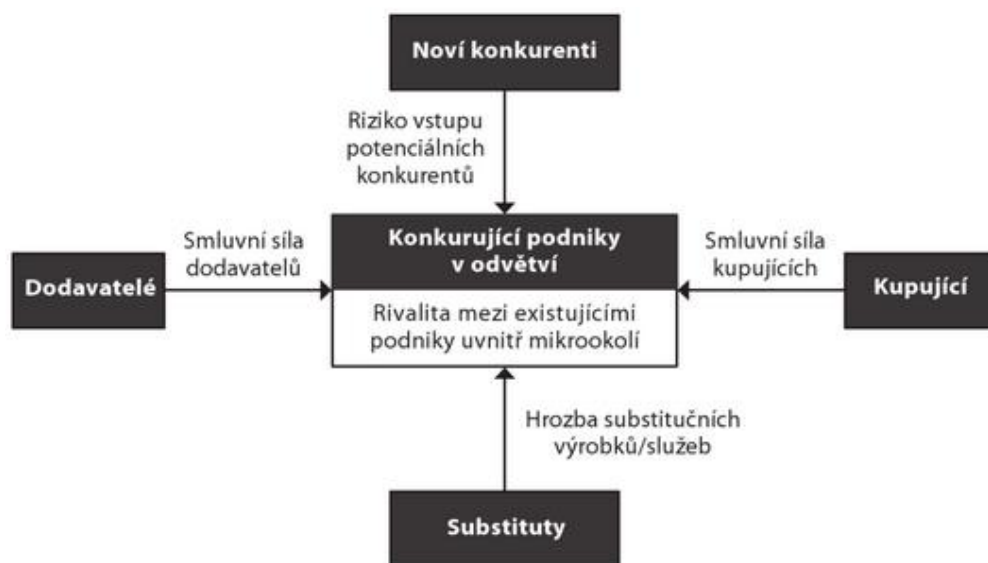 Noví konkurenti
Riziko vstupu
potenciálních
konkurentů
Smluvní síla
dodavatelů
Dodavatelé
Konkurující podniky
v odvětví
Rivalita mezi existujícími
podniky uvnitř mikrookolí
Smluvní síla
kupujících
Kupující
Hrozba substitučních
výrobků/služeb
Substituty